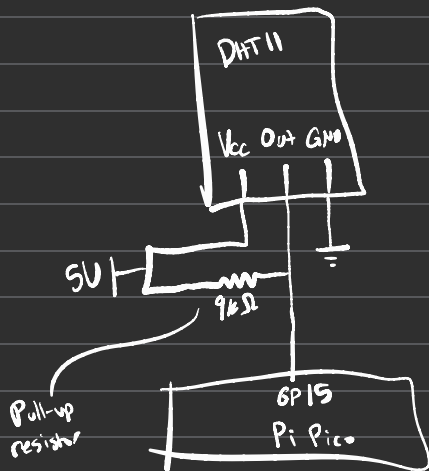 DHT11
Vcc Out GND
5V
9kΩ
Pull-up
resistor
GP15
Pi Pico